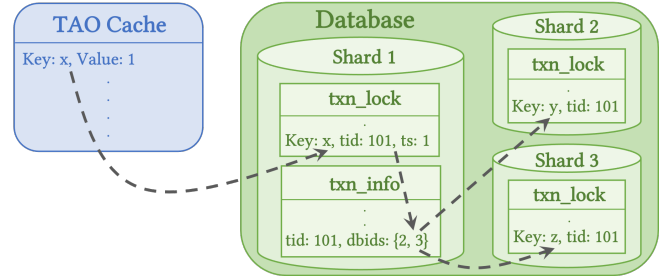 TAO Cache
Key: x, Value: 1
.
.
.
.
Database
Shard 1
txn_lock
.
Key: x, tid: 101, ts: 1
txn_info
.
.
tid: 101, dbids: {2, 3}
Shard 2
txn_lock
.
Key: y, tid: 101
Shard 3
txn_lock
.
Key: z, tid: 101